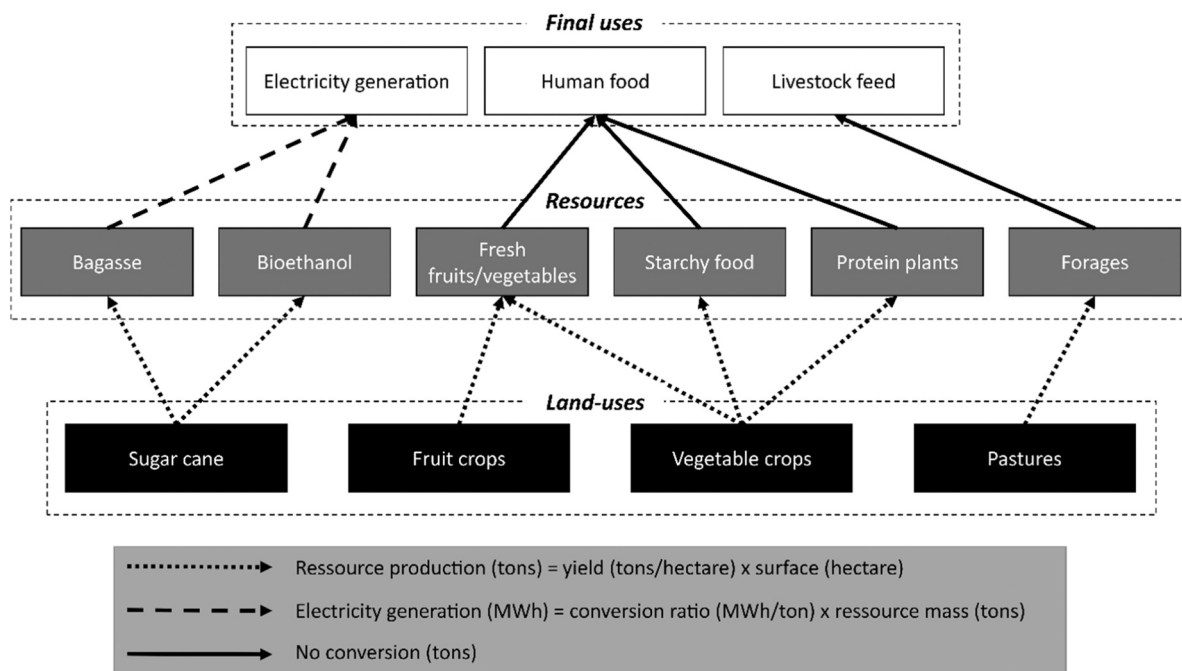 Final uses
Electricity generation
Human food
Livestock feed
Resources
Bagasse
Bioethanol
Fresh
fruits/vegetables
Starchy food
Protein plants
Forages
Land-uses
Sugar cane
Fruit crops
Vegetable crops
Pastures
Ressource production (tons) = yield (tons/hectare) x surface (hectare)
Electricity generation (MWh) = conversion ratio (MWh/ton) x ressource mass (tons)
No conversion (tons)